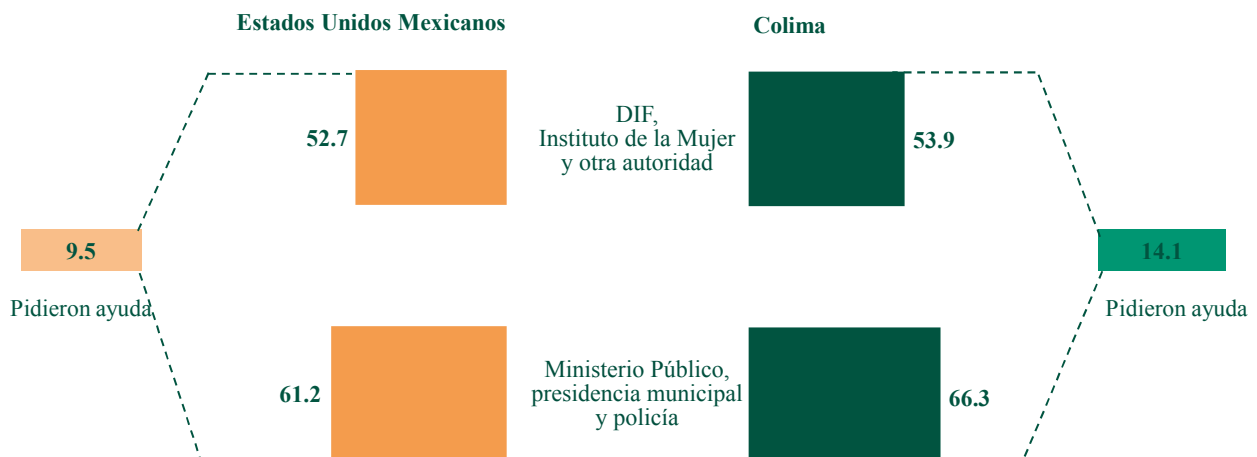 Estados Unidos Mexicanos
Colima
52.7
DIF,
Instituto de la Mujer
y otra autoridad
53.9
9.5
Pidieron ayuda
14.1
Pidieron ayuda
61.2
Ministerio Público,
presidencia municipal
y policía
66.3